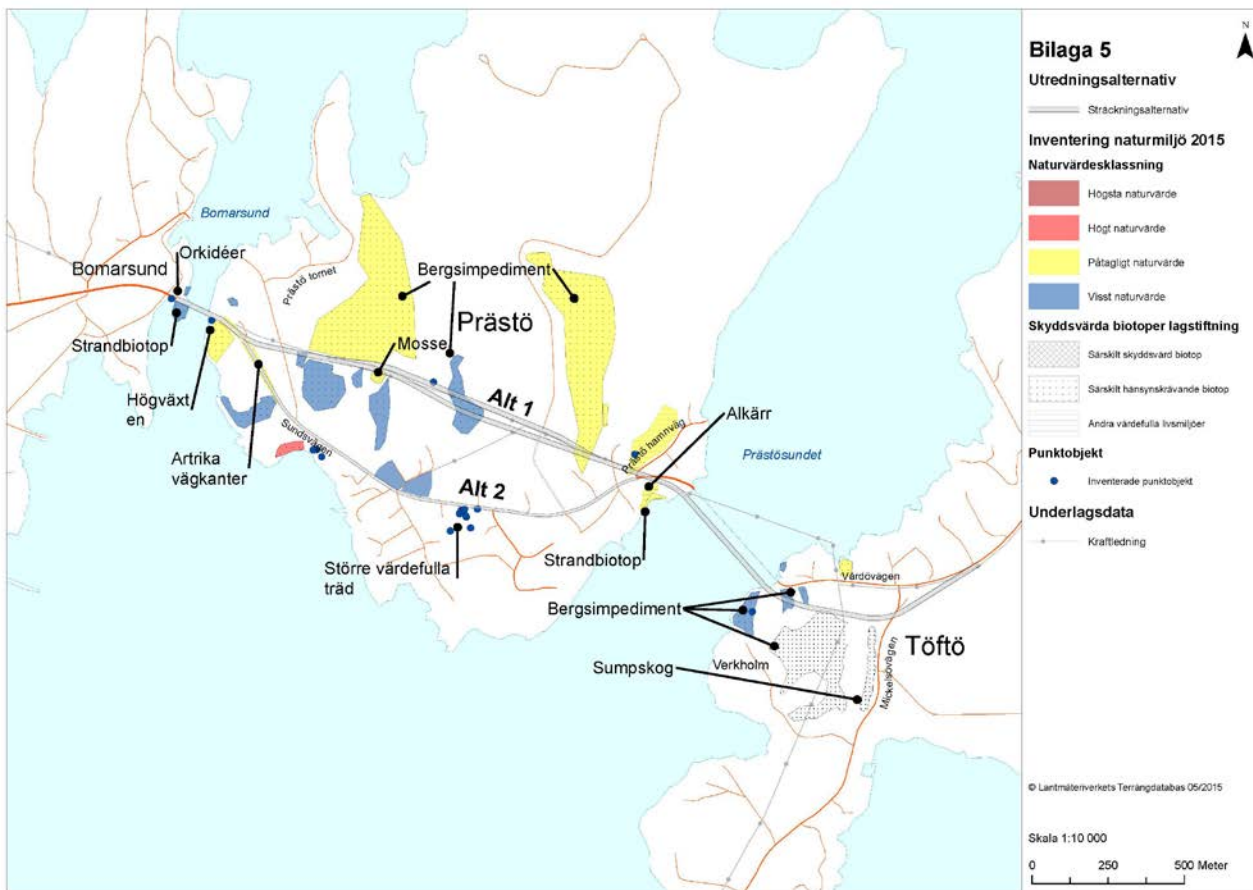 Bomarsund
Orkidéer
Bomarsund
Strandbiotop
Högväxt
en
Artrika
vägkanter
Prästö tornet
Bergsimpediment
Prästö
Mosse
Alt 1
Sundsvägen
Alt 2
Större värdefulla
träd
Alkärr
Prästö hamnväg
Prästösundet
Strandbiotop
Vårdövägen
Bergsimpediment
Töftö
Verkholm
Sumpskog
Mickelsövägen
N
Bilaga 5
Utredningsalternativ
Sträckningsalternativ
Inventering naturmiljö 2015
Naturvärdesklassning
Högsta naturvärde
Högt naturvärde
Påtagligt naturvärde
Visst naturvärde
Skyddsvärda biotoper lagstiftning
Särskilt skyddsvärd biotop
Särskilt hänsynskrävande biotop
Andra värdefulla livsmiljöer
Punktobjekt
Inventerade punktobjekt
Underlagsdata
Kraftledning
© Lantmäteriverkets Terrängdatabas 05/2015
Skala 1:10 000
0 250 500 Meter